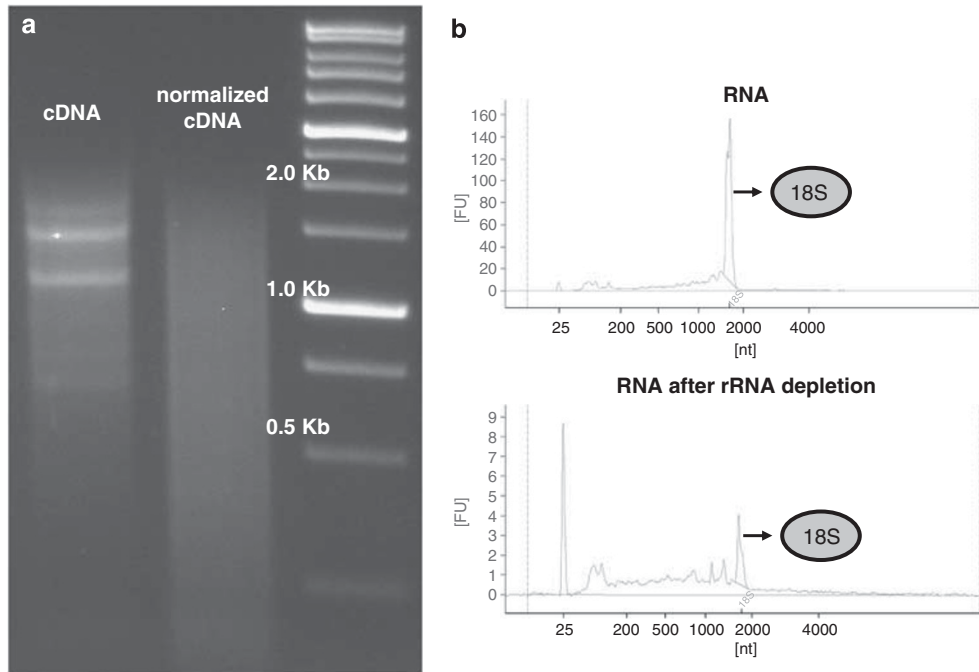 a
cDNA
normalized
cDNA
2.0 Kb
1.0 Kb
0.5 Kb
b
RNA
[FU]
160
140
120
100
80
60
40
20
0
18S
18S
25 200 500 1000 2000 4000
[nt]
RNA after rRNA depletion
[FU]
9
8
7
6
5
4
3
2
1
0
18S
18S
25 200 500 1000 2000 4000
[nt]